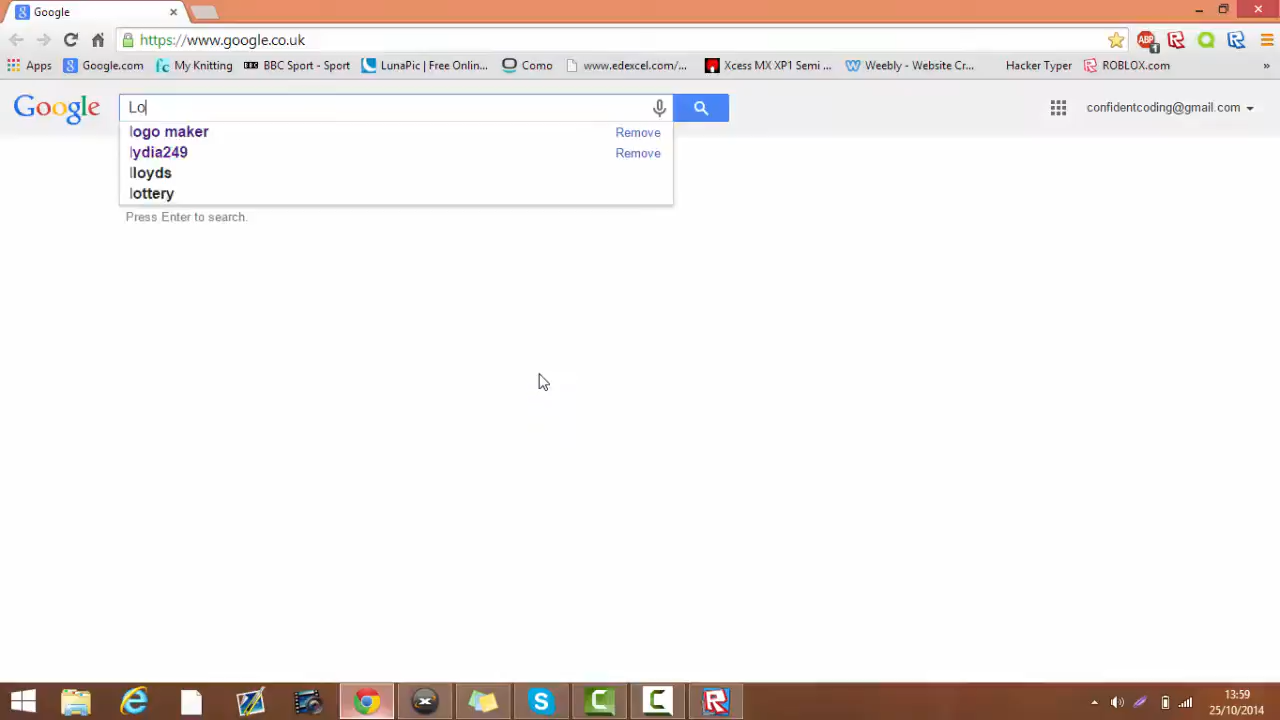 Google
https://www.google.co.uk
ABP 1
Apps Google.com My Knitting BBC Sport - Sport LunaPic | Free Onlin... Como www.edexcel.com/... Xcess MX XP1 Semi ... Weebly - Website Cr... Hacker Typer ROBLOX.com »
Google Lo confidentcoding@gmail.com
logo maker Remove
lydia249 Remove
lloyds
lottery
Press Enter to search.
13:59
25/10/2014